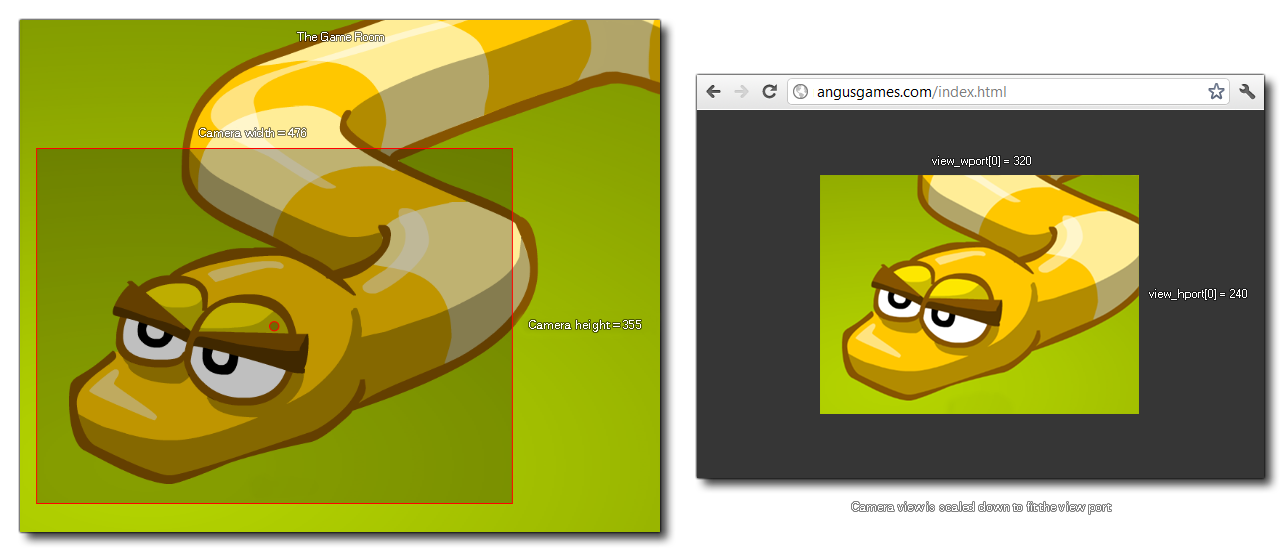 The Game Room
Camera width = 476
Camera height = 355
angusgames.com/index.html
view_wport[0] = 320
view_hport[0] = 240
Camera view is scaled down to fit the view port